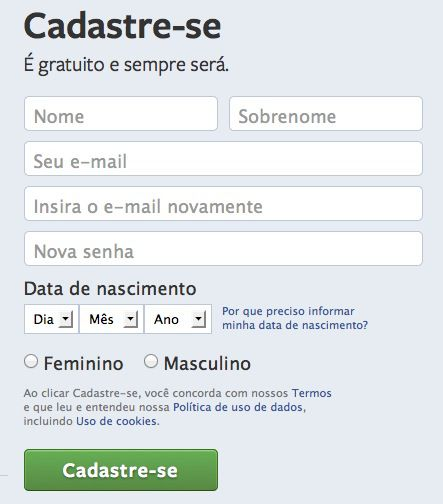 Cadastre-se
É gratuito e sempre será.
Nome Sobrenome
Seu e-mail
Insira o e-mail novamente
Nova senha
Data de nascimento
Dia Mês Ano Por que preciso informar
minha data de nascimento?
Feminino Masculino
Ao clicar Cadastre-se, você concorda com nossos Termos
e que leu e entendeu nossa Política de uso de dados,
incluindo Uso de cookies.
Cadastre-se